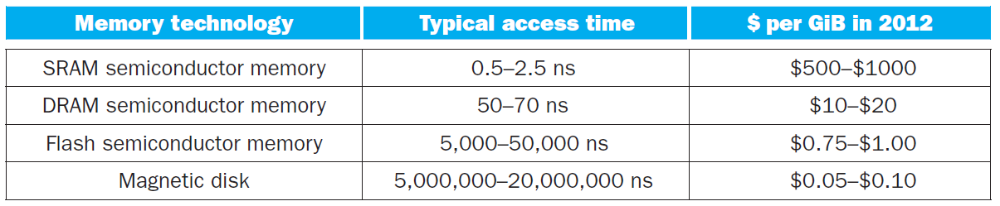 Memory technology Typical access time $ per GiB in 2012
SRAM semiconductor memory 0.5–2.5 ns $500–$1000
DRAM semiconductor memory 50–70 ns $10–$20
Flash semiconductor memory 5,000–50,000 ns $0.75–$1.00
Magnetic disk 5,000,000–20,000,000 ns $0.05–$0.10